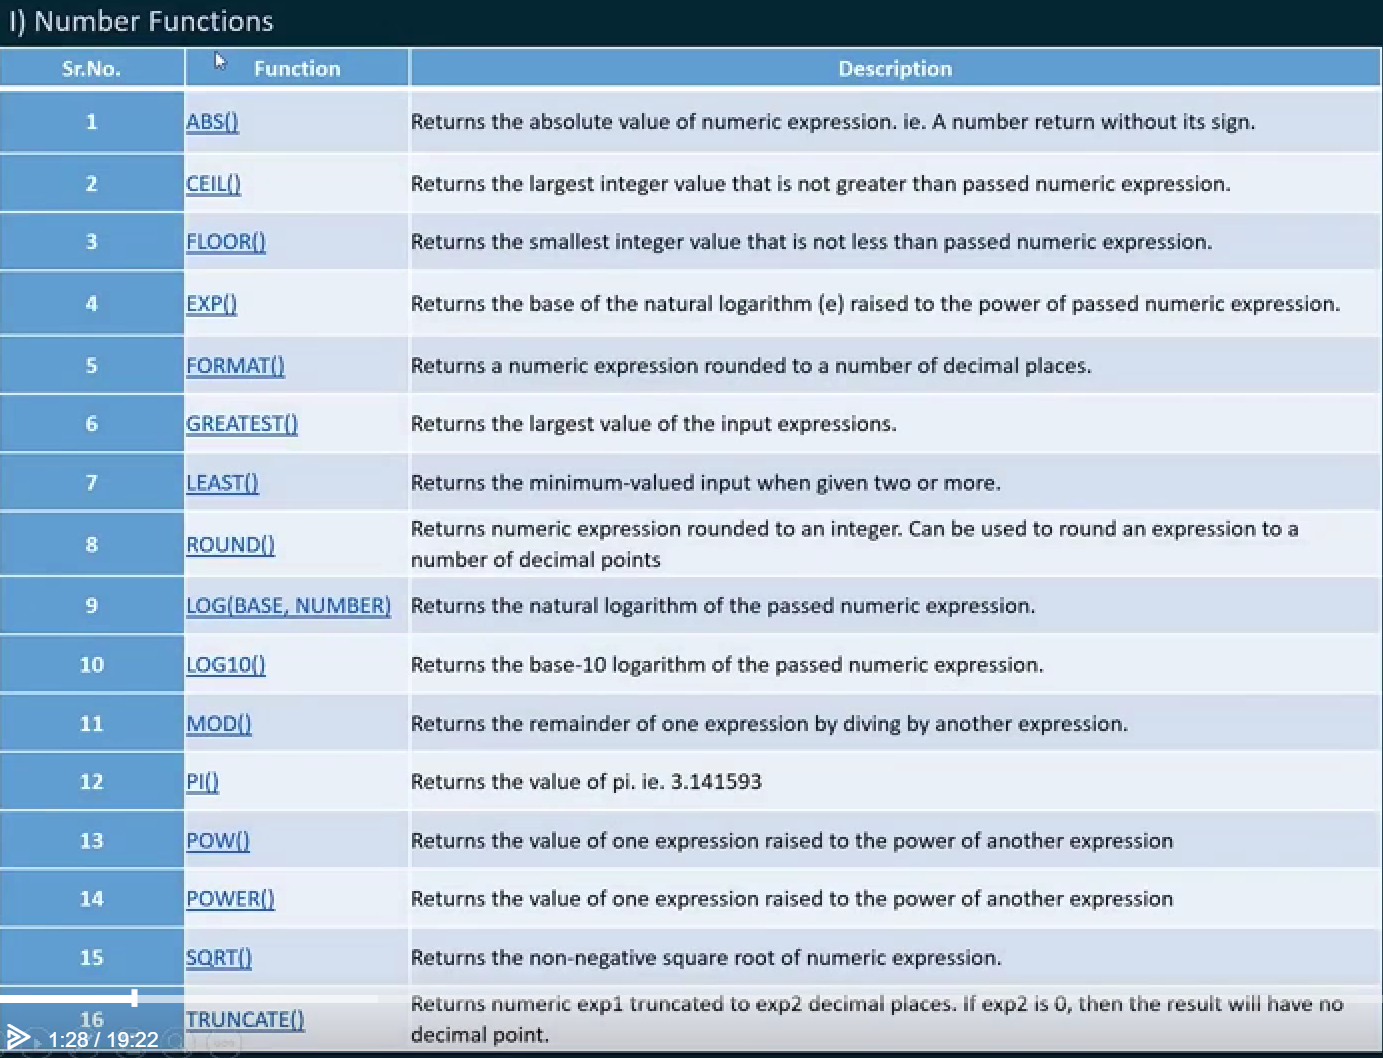 I) Number Functions
Sr.No. Function Description
1 ABS() Returns the absolute value of numeric expression. ie. A number return without its sign.
2 CEIL() Returns the largest integer value that is not greater than passed numeric expression.
3 FLOOR() Returns the smallest integer value that is not less than passed numeric expression.
4 EXP() Returns the base of the natural logarithm (e) raised to the power of passed numeric expression.
5 FORMAT() Returns a numeric expression rounded to a number of decimal places.
6 GREATEST() Returns the largest value of the input expressions.
7 LEAST() Returns the minimum-valued input when given two or more.
8 ROUND() Returns numeric expression rounded to an integer. Can be used to round an expression to a
number of decimal points
9 LOG(BASE, NUMBER) Returns the natural logarithm of the passed numeric expression.
10 LOG10() Returns the base-10 logarithm of the passed numeric expression.
11 MOD() Returns the remainder of one expression by diving by another expression.
12 PI() Returns the value of pi. ie. 3.141593
13 POW() Returns the value of one expression raised to the power of another expression
14 POWER() Returns the value of one expression raised to the power of another expression
15 SQRT() Returns the non-negative square root of numeric expression.
16 TRUNCATE() Returns numeric exp1 truncated to exp2 decimal places. If exp2 is 0, then the result will have no
decimal point.
1:28 / 19:22